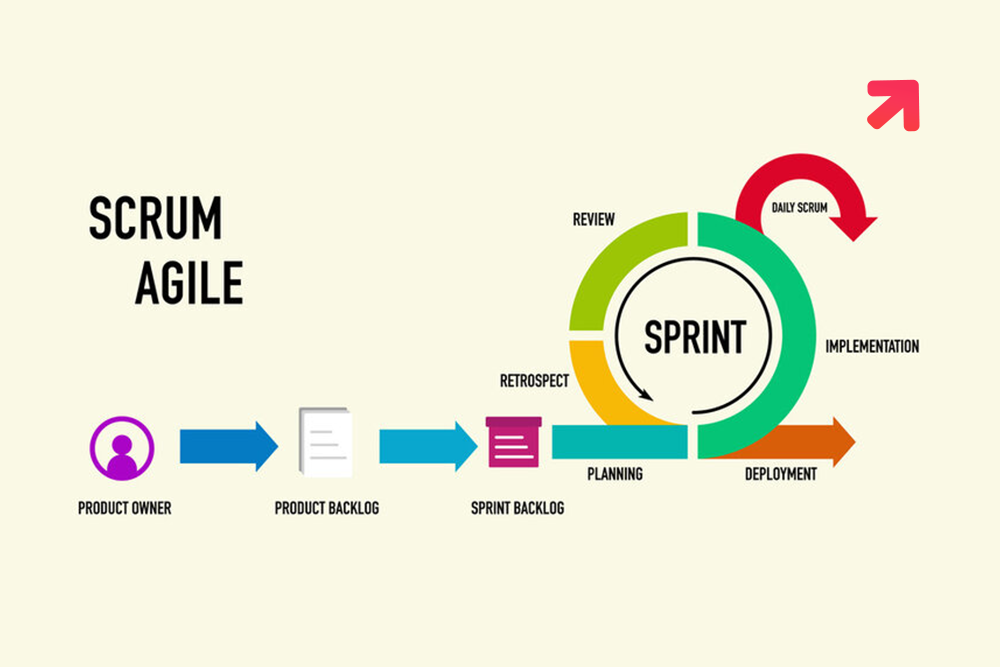 SCRUM
AGILE
DAILY SCRUM
REVIEW
SPRINT
IMPLEMENTATION
RETROSPECT
PLANNING
DEPLOYMENT
PRODUCT OWNER
PRODUCT BACKLOG
SPRINT BACKLOG